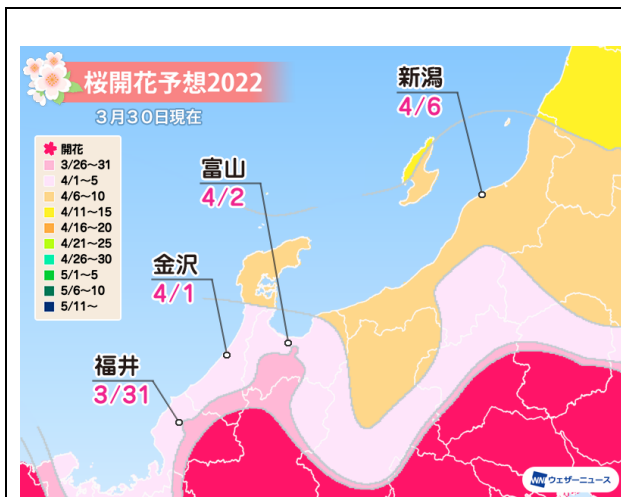 桜開花予想2022
3月30日現在
開花
3/26〜31
4/1〜5
4/6〜10
4/11〜15
4/16〜20
4/21〜25
4/26〜30
5/1〜5
5/6〜10
5/11〜
新潟
4/6
富山
4/2
金沢
4/1
福井
3/31
WNI ウェザーニュース